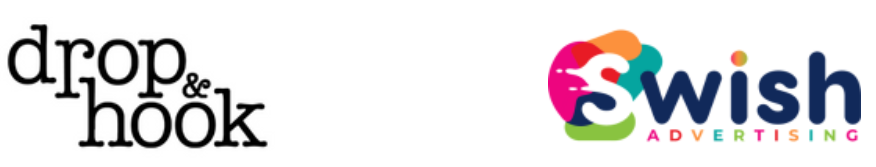 drop
&
hook
Swish
ADVERTISING